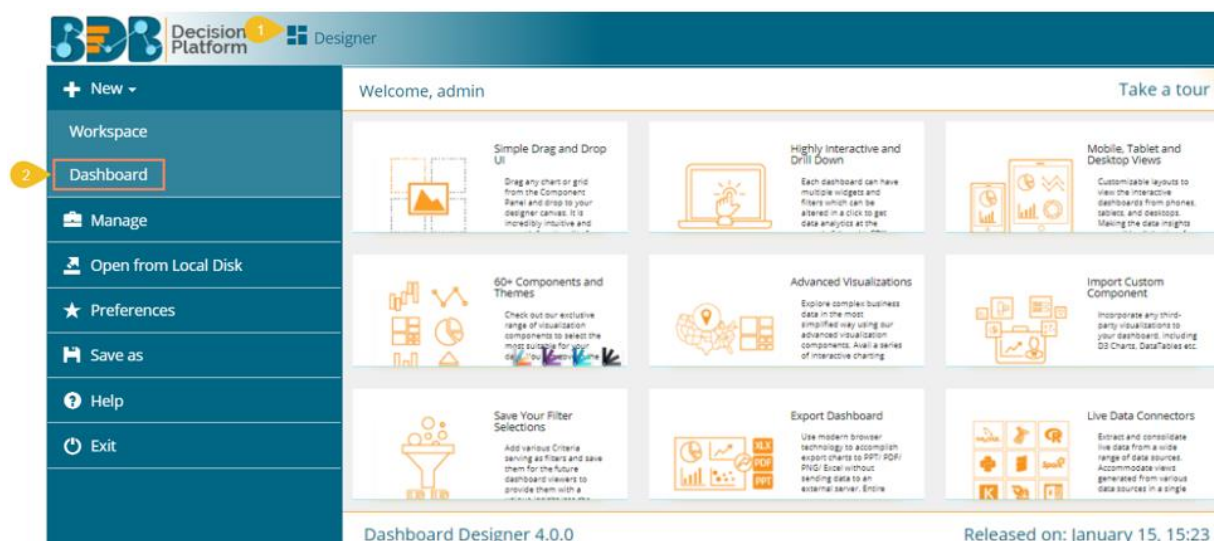 BDB Decision
Platform
1
Designer
New
Workspace
2
Dashboard
Manage
Open from Local Disk
Preferences
Save as
Help
Exit
Welcome, admin
Take a tour
Simple Drag and Drop
UI
Drag any chart or grid
from the Component
Panel and drop to your
designer canvas. It is
incredibly intuitive and
Highly Interactive and
Drill Down
Each dashboard can have
multiple widgets and
filters which can be
altered in a click to get
data analytics at the
Mobile, Tablet and
Desktop Views
Customizable layouts to
view the interactive
dashboards from phones,
tablets, and desktops.
Making the data insights
60+ Components and
Themes
Check out our exclusive
range of visualization
components to select the
most suitable for your
Advanced Visualizations
Explore complex business
data in the most
simplified way using our
advanced visualization
components. Avail a series
of interactive charting
Import Custom
Component
Incorporate any third-
party visualizations to
your dashboard, including
D3 Charts, DataTables etc.
Save Your Filter
Selections
Add various Criteria
serving as filters and save
them for the future
dashboard viewers to
provide them with a
Export Dashboard
Use modern browser
technology to accomplish
export charts to PPT/ PDF/
PNG/ Excel without
sending data to an
external server. Entire
XLX
PDF
PPT
Live Data Connectors
Extract and consolidate
live data from a wide
range of data sources.
Accommodate views
generated from various
data sources in a single
R
Spark
K
Dashboard Designer 4.0.0
Released on: January 15, 15:23